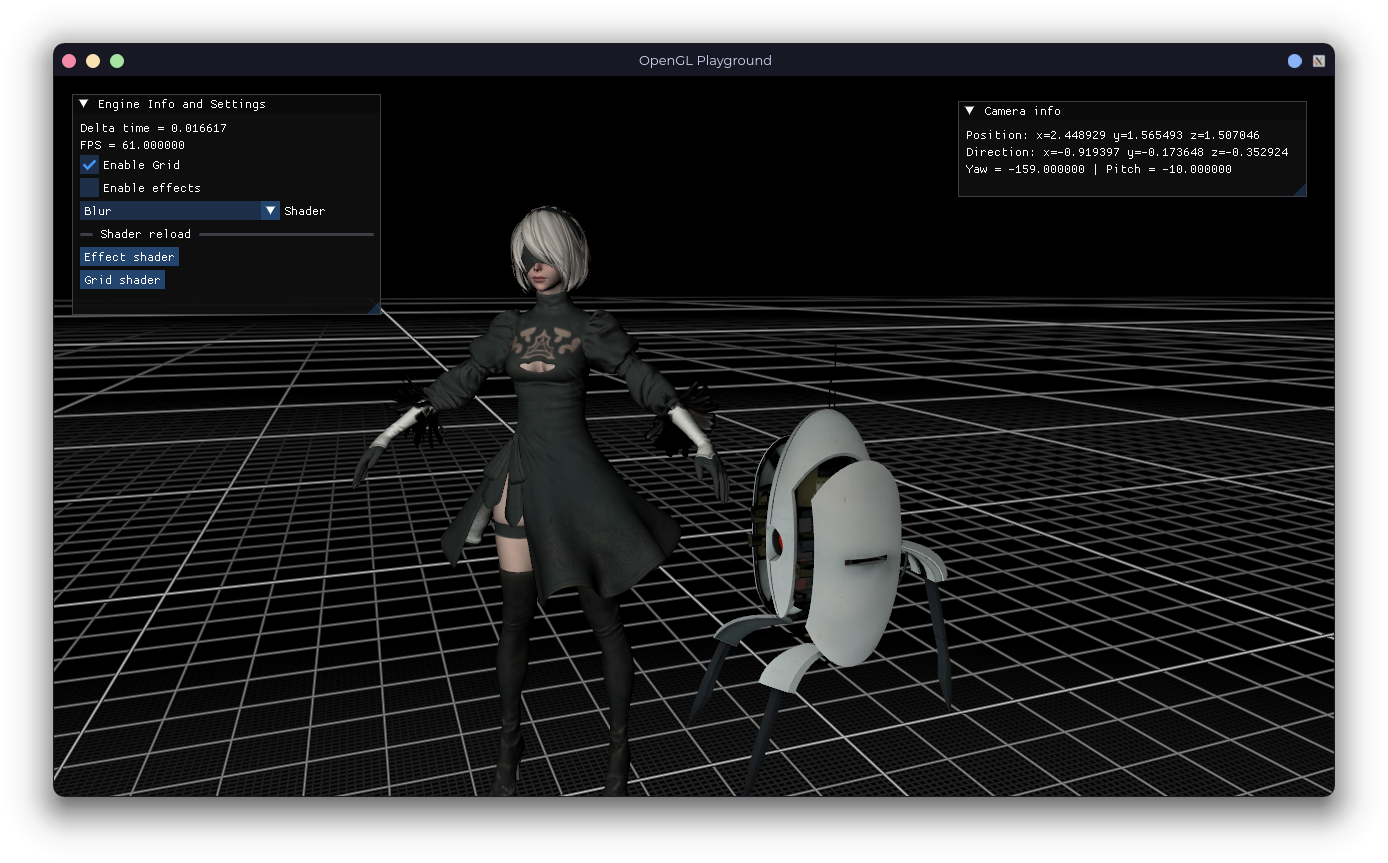 OpenGL Playground
Engine Info and Settings
Delta time = 0.016617
FPS = 61.000000
Enable Grid
Enable effects
Blur Shader
Shader reload
Effect shader
Grid shader
Camera info
Position: x=2.448929 y=1.565493 z=1.507046
Direction: x=-0.919397 y=-0.173648 z=-0.352924
Yaw = -159.000000 | Pitch = -10.000000